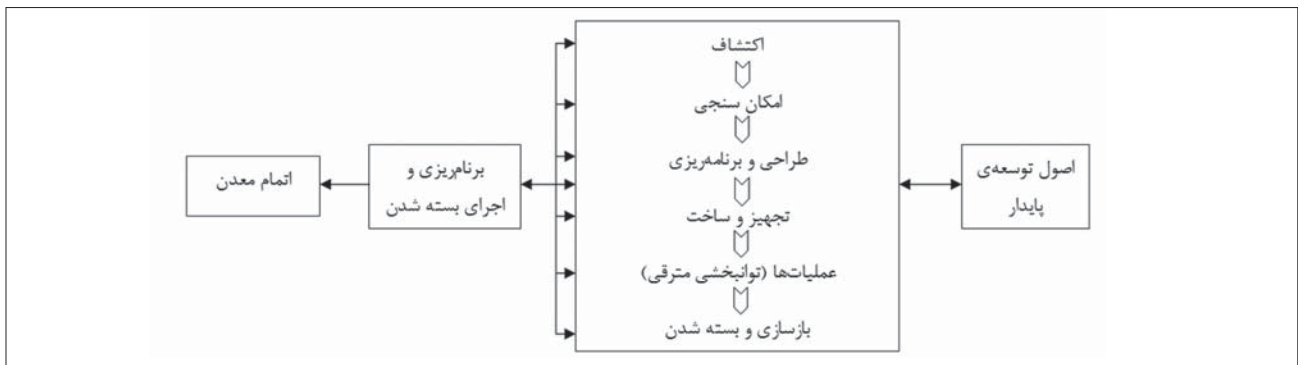 اصول توسعه‌ی
پایدار
اکتشاف
امکان سنجی
طراحی و برنامه‌ریزی
تجهیز و ساخت
عملیات‌ها (توانبخشی مترقی)
بازسازی و بسته شدن
برنام‌ریزی و
اجرای بسته شدن
اتمام معدن